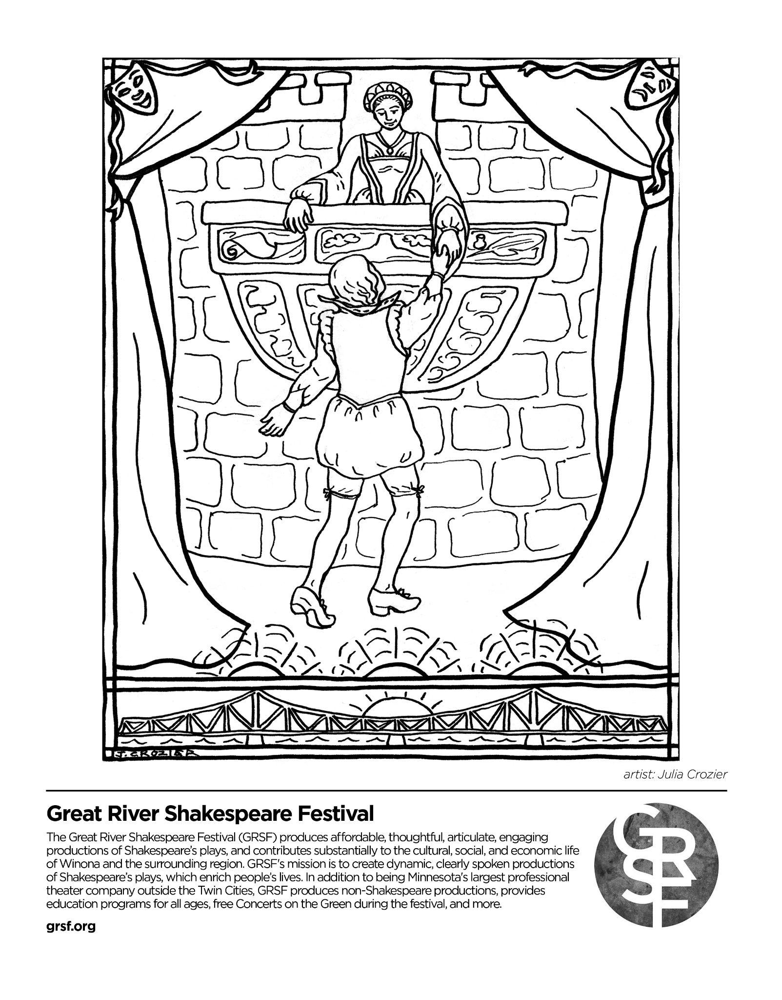 J. CROZIER
artist: Julia Crozier
Great River Shakespeare Festival
The Great River Shakespeare Festival (GRSF) produces affordable, thoughtful, articulate, engaging
productions of Shakespeare’s plays, and contributes substantially to the cultural, social, and economic life
of Winona and the surrounding region. GRSF's mission is to create dynamic, clearly spoken productions
of Shakespeare’s plays, which enrich people’s lives. In addition to being Minnesota's largest professional
theater company outside the Twin Cities, GRSF produces non-Shakespeare productions, provides
education programs for all ages, free Concerts on the Green during the festival, and more.
grsf.org
GRSF